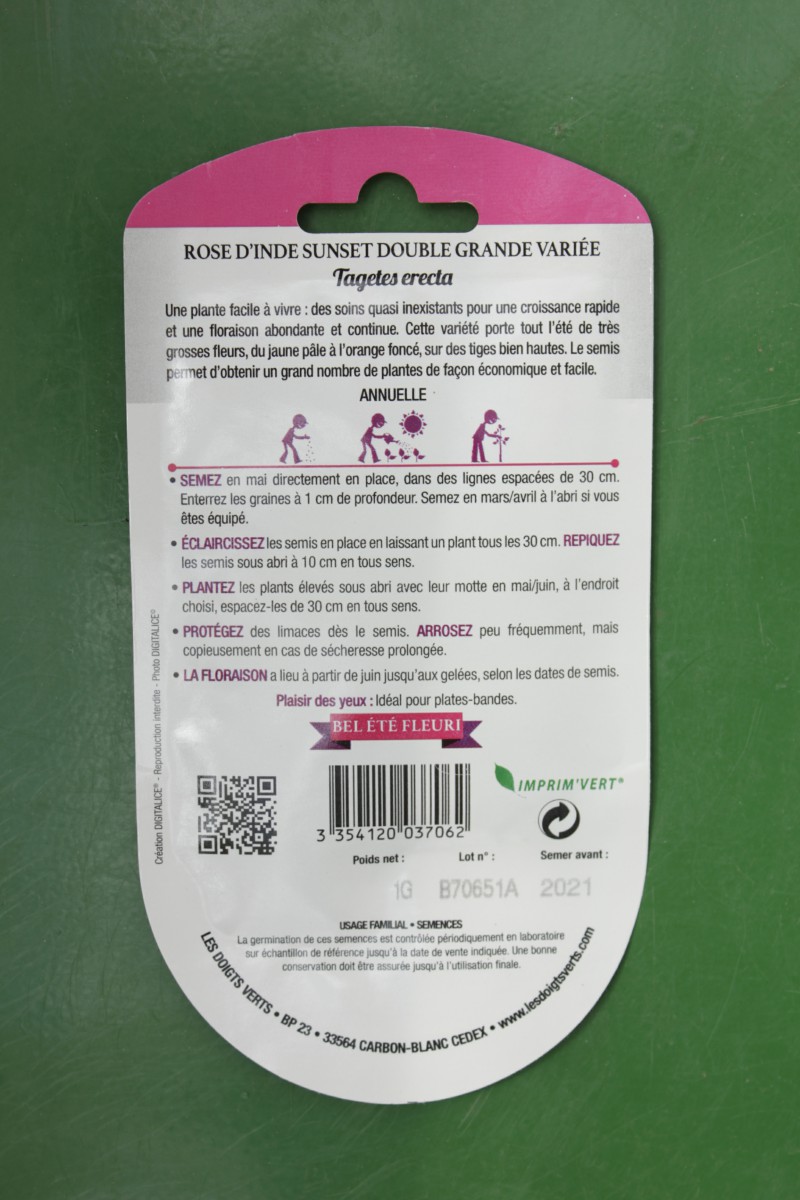 ROSE D'INDE SUNSET DOUBLE GRANDE VARIÉE
Tagetes erecta
Une plante facile à vivre : des soins quasi inexistants pour une croissance rapide
et une floraison abondante et continue. Cette variété porte tout l'été de très
grosses fleurs, du jaune pâle à l'orange foncé, sur des tiges bien hautes. Le semis
permet d'obtenir un grand nombre de plantes de façon économique et facile.
ANNUELLE
• SEMEZ en mai directement en place, dans des lignes espacées de 30 cm.
Enterrez les graines à 1 cm de profondeur. Semez en mars/avril à l'abri si vous
êtes équipé.
• ÉCLAIRCISSEZ les semis en place en laissant un plant tous les 30 cm. REPIQUEZ
les semis sous abri à 10 cm en tous sens.
• PLANTEZ les plants élevés sous abri avec leur motte en mai/juin, à l'endroit
choisi, espacez-les de 30 cm en tous sens.
• PROTÉGEZ des limaces dès le semis. ARROSEZ peu fréquemment, mais
copieusement en cas de sécheresse prolongée.
• LA FLORAISON a lieu à partir de juin jusqu'aux gelées, selon les dates de semis.
Plaisir des yeux : Idéal pour plates-bandes.
BEL ÉTÉ FLEURI
Création DIGITALICE® - Reproduction interdite - Photo DIGITALICE®
IMPRIM'VERT®
3 354120 037062
Poids net : Lot n° : Semer avant :
1G B70651A 2021
USAGE FAMILIAL • SEMENCES
La germination de ces semences est contrôlée périodiquement en laboratoire
sur échantillon de référence jusqu'à la date de vente indiquée. Une bonne
conservation doit être assurée jusqu'à l'utilisation finale.
LES DOIGTS VERTS • BP 23 • 33564 CARBON-BLANC CEDEX • www.lesdoigtsverts.com